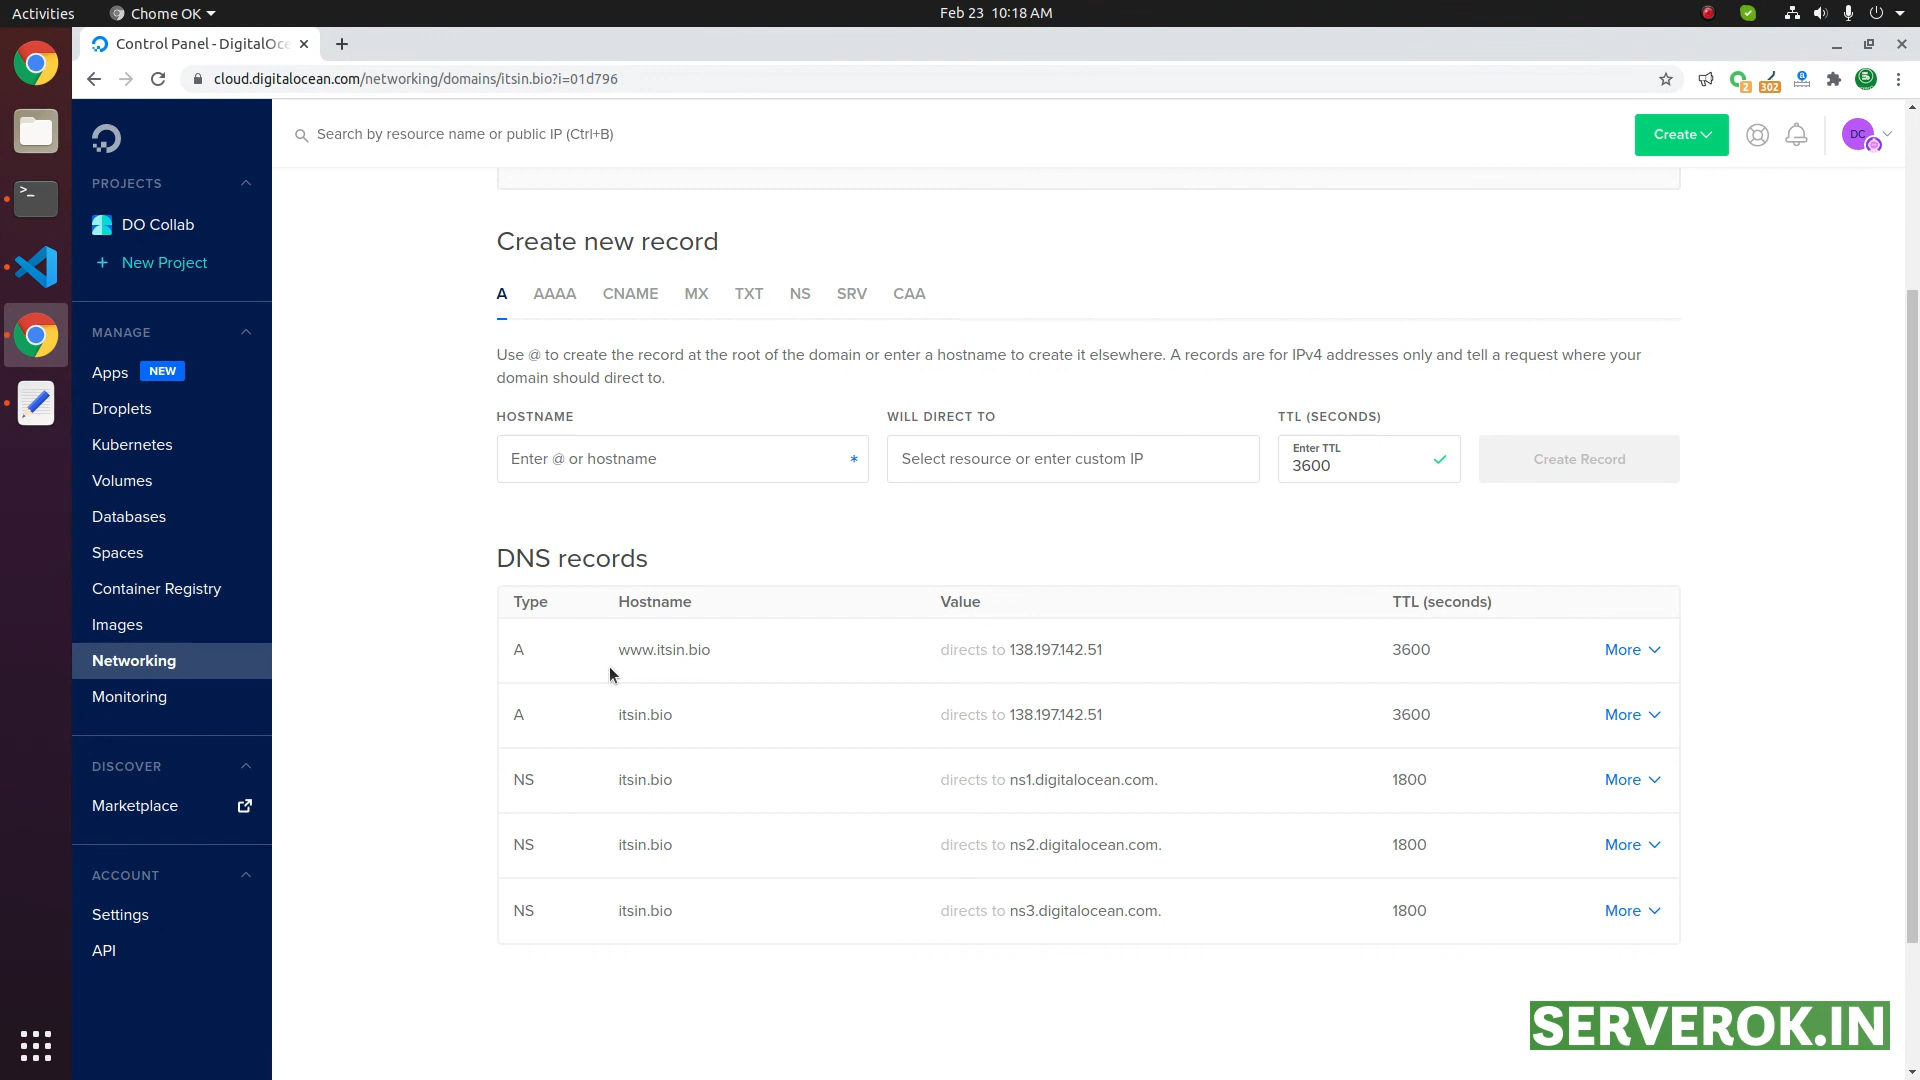 Activities
Chome OK
Feb 23 10:18 AM
Control Panel - DigitalOce
cloud.digitalocean.com/networking/domains/itsin.bio?i=01d796
2
302
Search by resource name or public IP (Ctrl+B)
Create
DC
PROJECTS
DO Collab
+ New Project
MANAGE
Apps NEW
Droplets
Kubernetes
Volumes
Databases
Spaces
Container Registry
Images
Networking
Monitoring
DISCOVER
Marketplace
ACCOUNT
Settings
API
Create new record
A AAAA CNAME MX TXT NS SRV CAA
Use @ to create the record at the root of the domain or enter a hostname to create it elsewhere. A records are for IPv4 addresses only and tell a request where your
domain should direct to.
HOSTNAME WILL DIRECT TO TTL (SECONDS)
Enter @ or hostname * Select resource or enter custom IP Enter TTL
3600
Create Record
DNS records
Type Hostname Value TTL (seconds)
A www.itsin.bio directs to 138.197.142.51 3600 More
A itsin.bio directs to 138.197.142.51 3600 More
NS itsin.bio directs to ns1.digitalocean.com. 1800 More
NS itsin.bio directs to ns2.digitalocean.com. 1800 More
NS itsin.bio directs to ns3.digitalocean.com. 1800 More
SERVEROK.IN